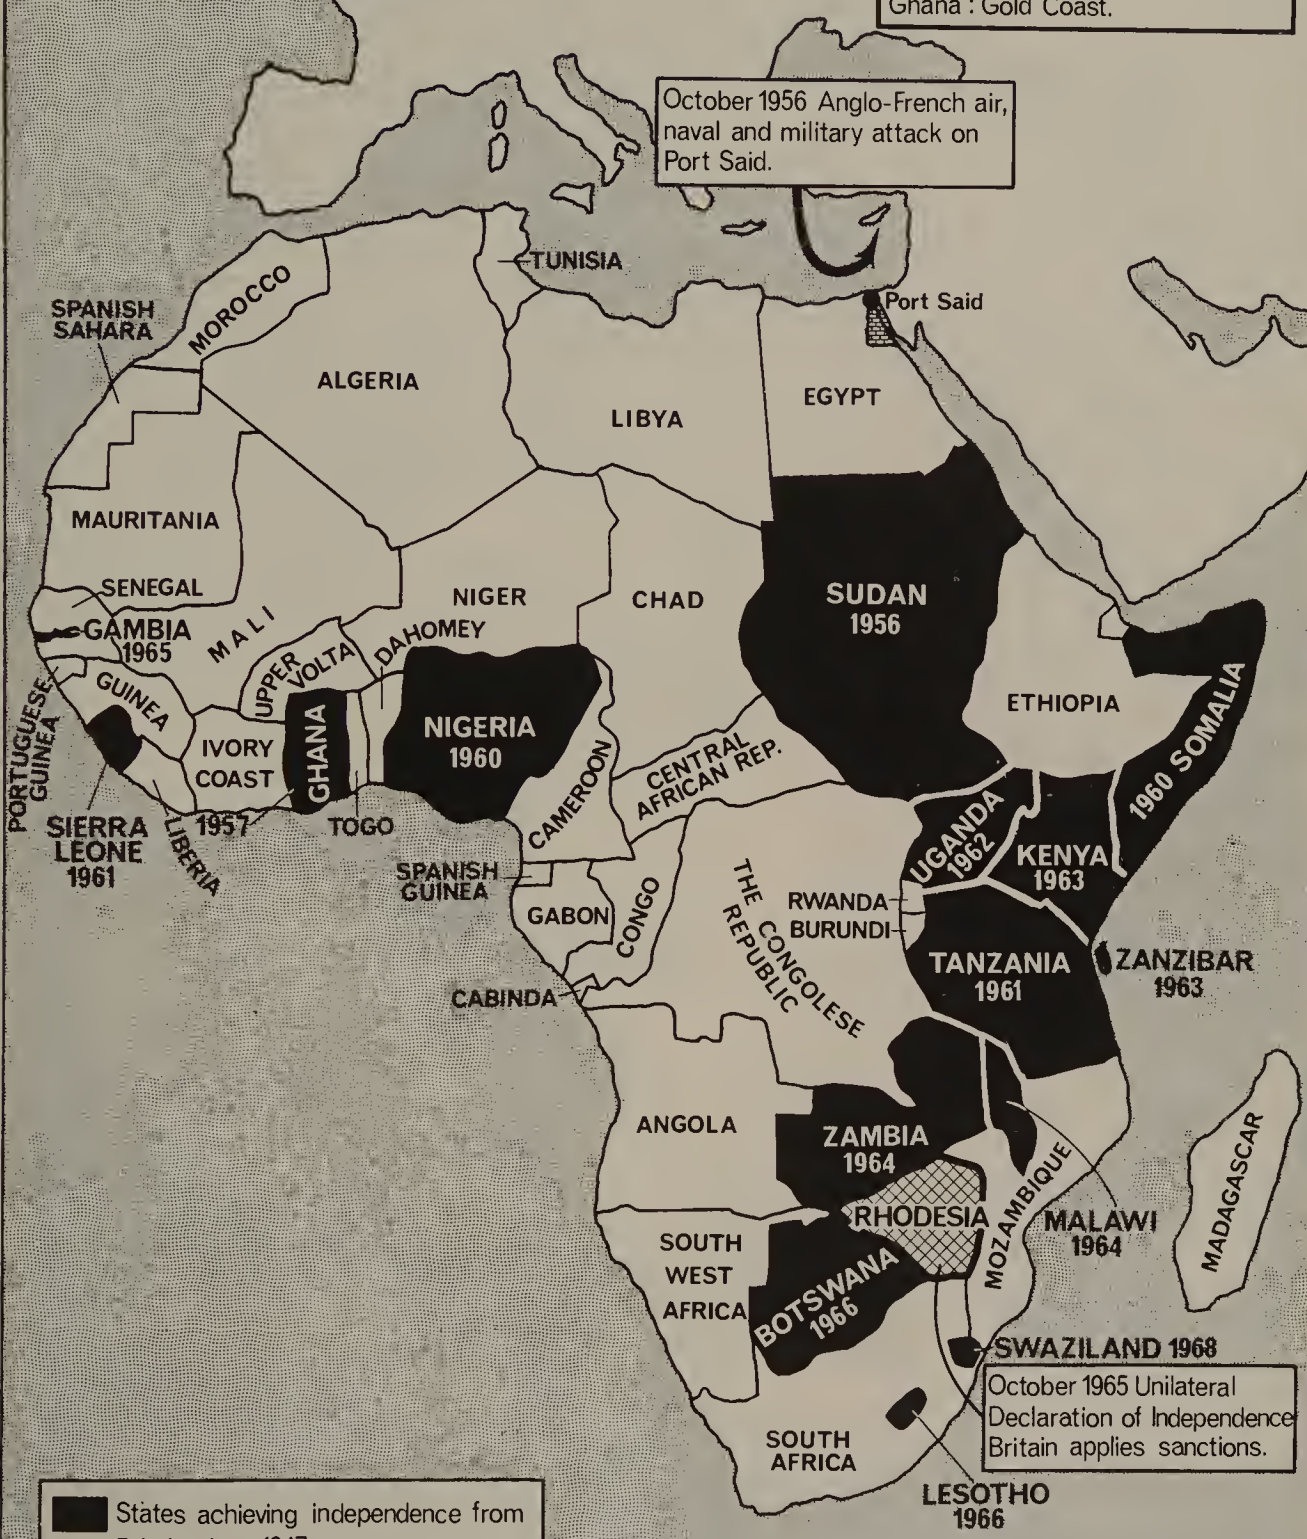 Ghana : Gold Coast.
October 1956 Anglo-French air,
naval and military attack on
Port Said.
TUNISIA
Port Said
SPANISH
SAHARA
MOROCCO
ALGERIA
LIBYA
EGYPT
MAURITANIA
SENEGAL
GAMBIA
1965
MALI
NIGER
CHAD
SUDAN
1956
UPPER
VOLTA
DAHOMEY
PORTUGUESE
GUINEA
GUINEA
IVORY
COAST
GHANA
1957
TOGO
NIGERIA
1960
CAMEROON
CENTRAL
AFRICAN REP.
ETHIOPIA
1960 SOMALIA
SIERRA
LEONE
1961
LIBERIA
SPANISH
GUINEA
GABON
CONGO
CABINDA
THE CONGOLESE
REPUBLIC
UGANDA
1962
KENYA
1963
RWANDA
BURUNDI
TANZANIA
1961
ZANZIBAR
1963
ANGOLA
ZAMBIA
1964
RHODESIA
MOZAMBIQUE
MALAWI
1964
MADAGASCAR
SOUTH
WEST
AFRICA
BOTSWANA
1966
SWAZILAND 1968
October 1965 Unilateral
Declaration of Independence
Britain applies sanctions.
SOUTH
AFRICA
LESOTHO
1966
States achieving independence from